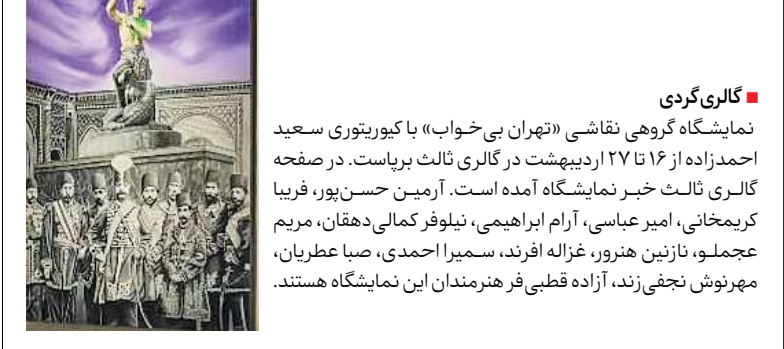 گالری‌گردی
نمایشگاه گروهی نقاشی «تهران بی‌خواب» با کیوریتوری سعید
احمدزاده از ۱۶ تا ۲۷ اردیبهشت در گالری ثالث برپاست. در صفحه
گالری ثالث خبر نمایشگاه آمده است. آرمین حسن‌پور، فریبا
کریمخانی، امیر عباسی، آرام ابراهیمی، نیلوفر کمالی‌دهقان، مریم
عجملو، نازنین هنرور، غزاله افرند، سمیرا احمدی، صبا عطریان،
مهرنوش نجفی‌زند، آزاده قطبی‌فر هنرمندان این نمایشگاه هستند.